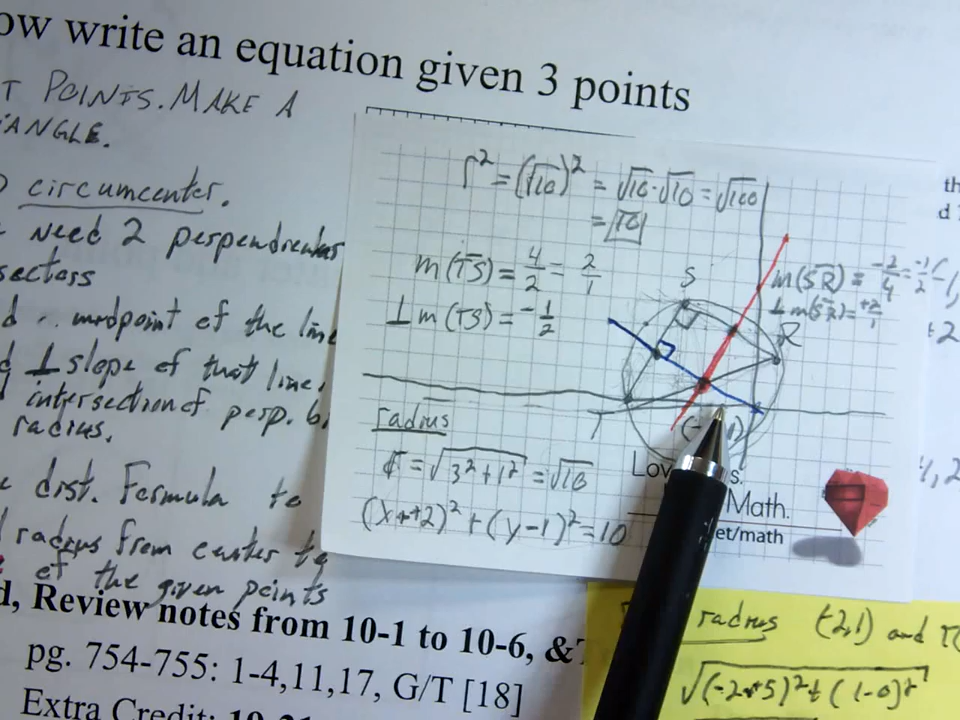 ow write an equation given 3 points
T POINTS. MAKE A
ANGLE.
circumcenter.
NEED 2 perpendicular
sectors
midpoint of the line
⊥ slope of that line.
intersection of perp. b
radius.
dist. Formula to
radius from center to
of the given points
r² = (√10)² = √10·√10 = √100
= 10
m(TS) = 4/2 = 2/1
⊥ m(TS) = -1/2
m(SR) = -2/4 = -1/2
⊥ m(SR) = +2/1
S
R
T
radius
r = √3²+1² = √10
(x+2)² + (y-1)² = 10
Lov s.
Math.
et/math
th
d
d, Review notes from 10-1 to 10-6, &
pg. 754-755: 1-4,11,17, G/T [18]
Extra Credit:
radius (-2,1) and T(
√(-2+5)² + (1-0)²